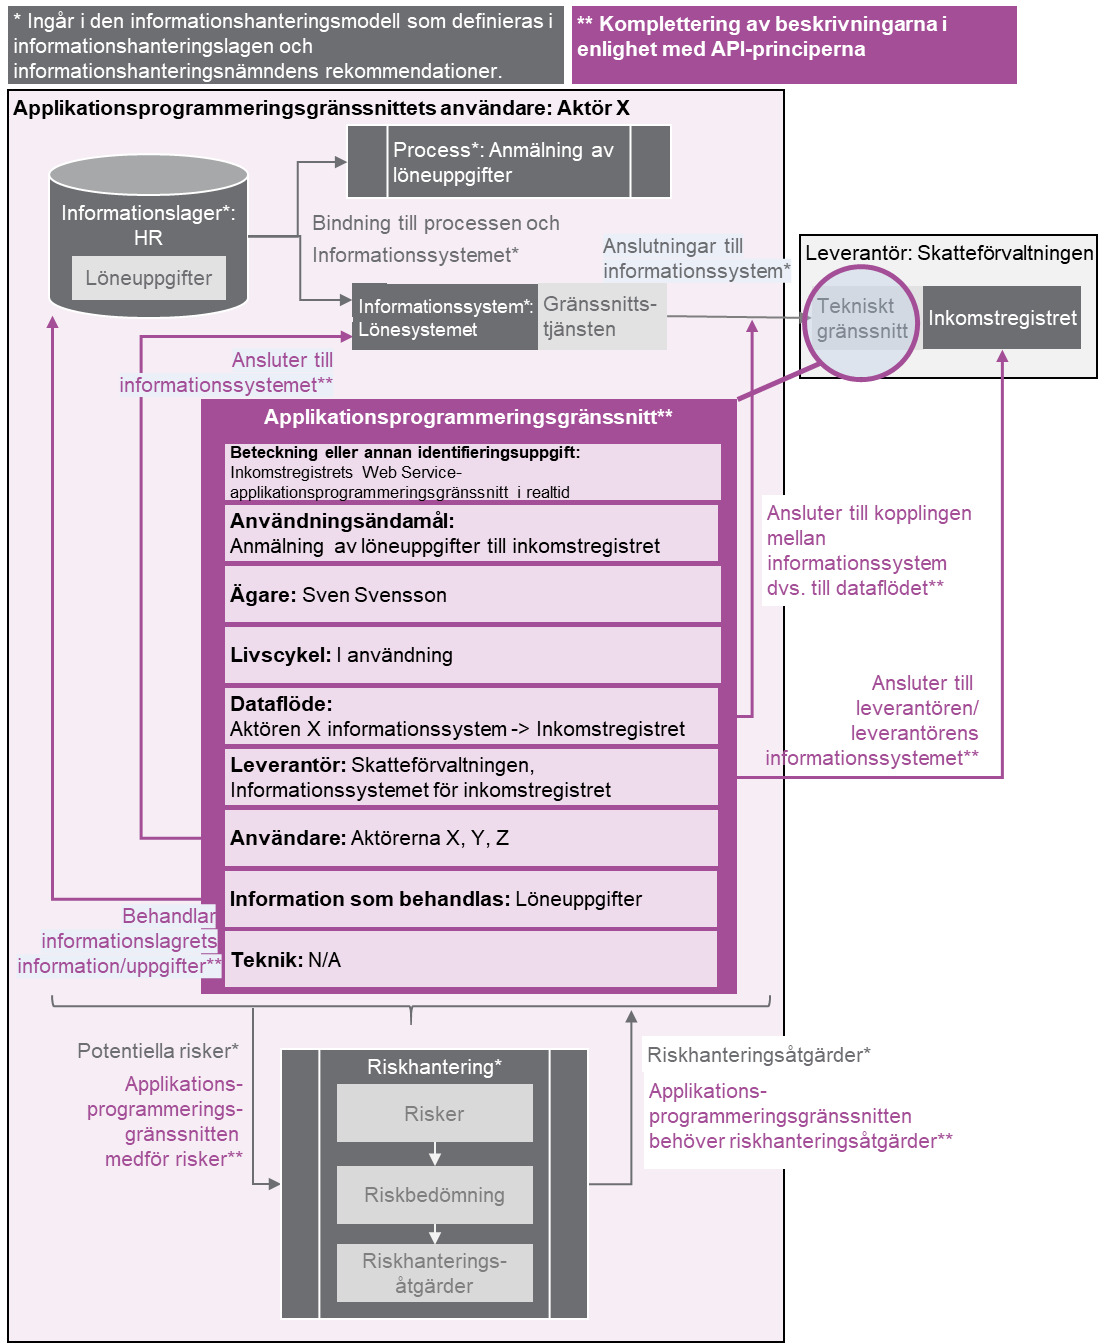 * Ingår i den informationshanteringsmodell som definieras i
informationshanteringslagen och
informationshanteringsnämndens rekommendationer.
** Komplettering av beskrivningarna i
enlighet med API-principerna
Applikationsprogrammeringsgränssnittets användare: Aktör X
Informationslager*:
HR
Löneuppgifter
Process*: Anmälning av
löneuppgifter
Bindning till processen och
Informationssystemet*
Anslutningar till
informationssystem*
Informationssystem*:
Lönesystemet
Gränssnitts-
tjänsten
Leverantör: Skatteförvaltningen
Tekniskt
gränssnitt
Inkomstregistret
Ansluter till
informationssystemet**
Applikationsprogrammeringsgränssnitt**
Beteckning eller annan identifieringsuppgift:
Inkomstregistrets Web Service-
applikationsprogrammeringsgränssnitt i realtid
Användningsändamål:
Anmälning av löneuppgifter till inkomstregistret
Ägare: Sven Svensson
Livscykel: I användning
Dataflöde:
Aktören X informationssystem -> Inkomstregistret
Leverantör: Skatteförvaltningen,
Informationssystemet för inkomstregistret
Användare: Aktörerna X, Y, Z
Information som behandlas: Löneuppgifter
Teknik: N/A
Ansluter till kopplingen
mellan
informationssystem
dvs. till dataflödet**
Ansluter till
leverantören/
leverantörens
informationssystemet**
Behandlar
informationslagrets
information/uppgifter**
Potentiella risker*
Applikations-
programmerings-
gränssnitten
medför risker**
Riskhantering*
Risker
Riskbedömning
Riskhanterings-
åtgärder
Riskhanteringsåtgärder*
Applikations-
programmeringsgränssnitten
behöver riskhanteringsåtgärder**